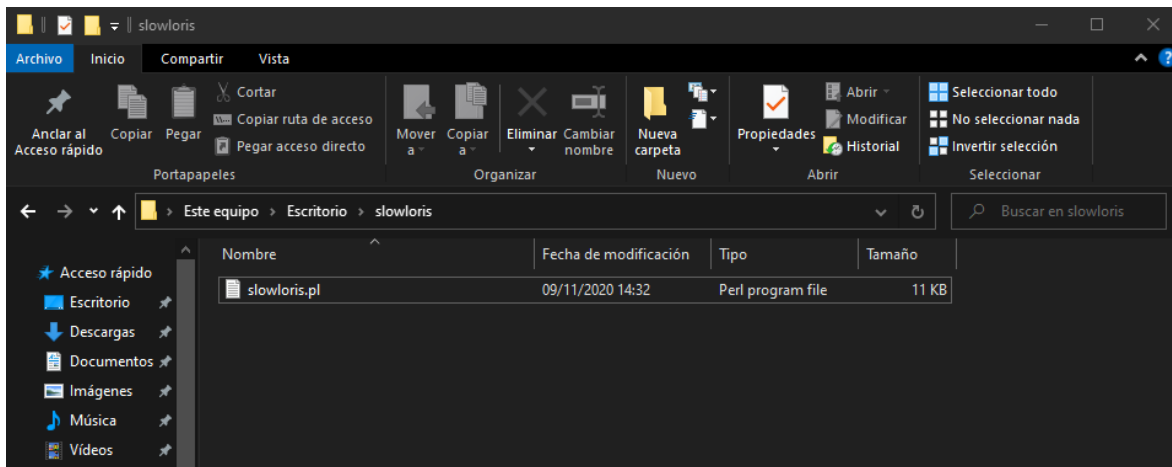 slowloris
Archivo Inicio Compartir Vista
Anclar al Acceso rápido
Copiar
Pegar
Cortar
Copiar ruta de acceso
Pegar acceso directo
Portapapeles
Mover a
Copiar a
Eliminar
Cambiar nombre
Organizar
Nueva carpeta
Nuevo
Propiedades
Abrir
Modificar
Historial
Abrir
Seleccionar todo
No seleccionar nada
Invertir selección
Seleccionar
Este equipo > Escritorio > slowloris
Buscar en slowloris
Acceso rápido
Escritorio
Descargas
Documentos
Imágenes
Música
Vídeos
Nombre Fecha de modificación Tipo Tamaño
slowloris.pl 09/11/2020 14:32 Perl program file 11 KB